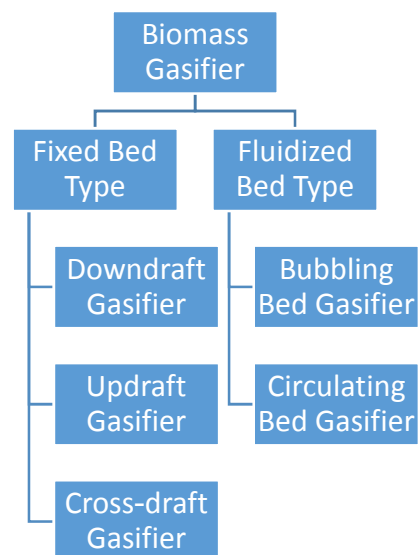 Biomass
Gasifier
Fixed Bed
Type
Fluidized
Bed Type
Downdraft
Gasifier
Bubbling
Bed Gasifier
Updraft
Gasifier
Circulating
Bed Gasifier
Cross-draft
Gasifier